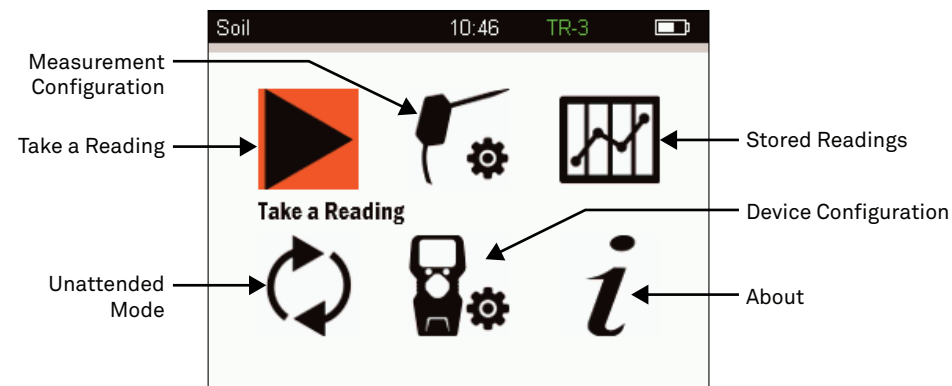 Soil 10:46 TR-3
Measurement
Configuration
Take a Reading
Stored Readings
Take a Reading
Device Configuration
Unattended
Mode
About